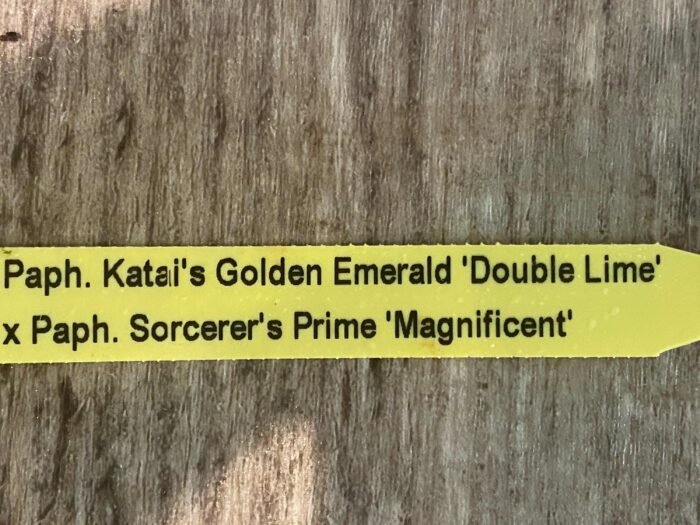 Paph. Katai's Golden Emerald 'Double Lime'
x Paph. Sorcerer's Prime 'Magnificent'